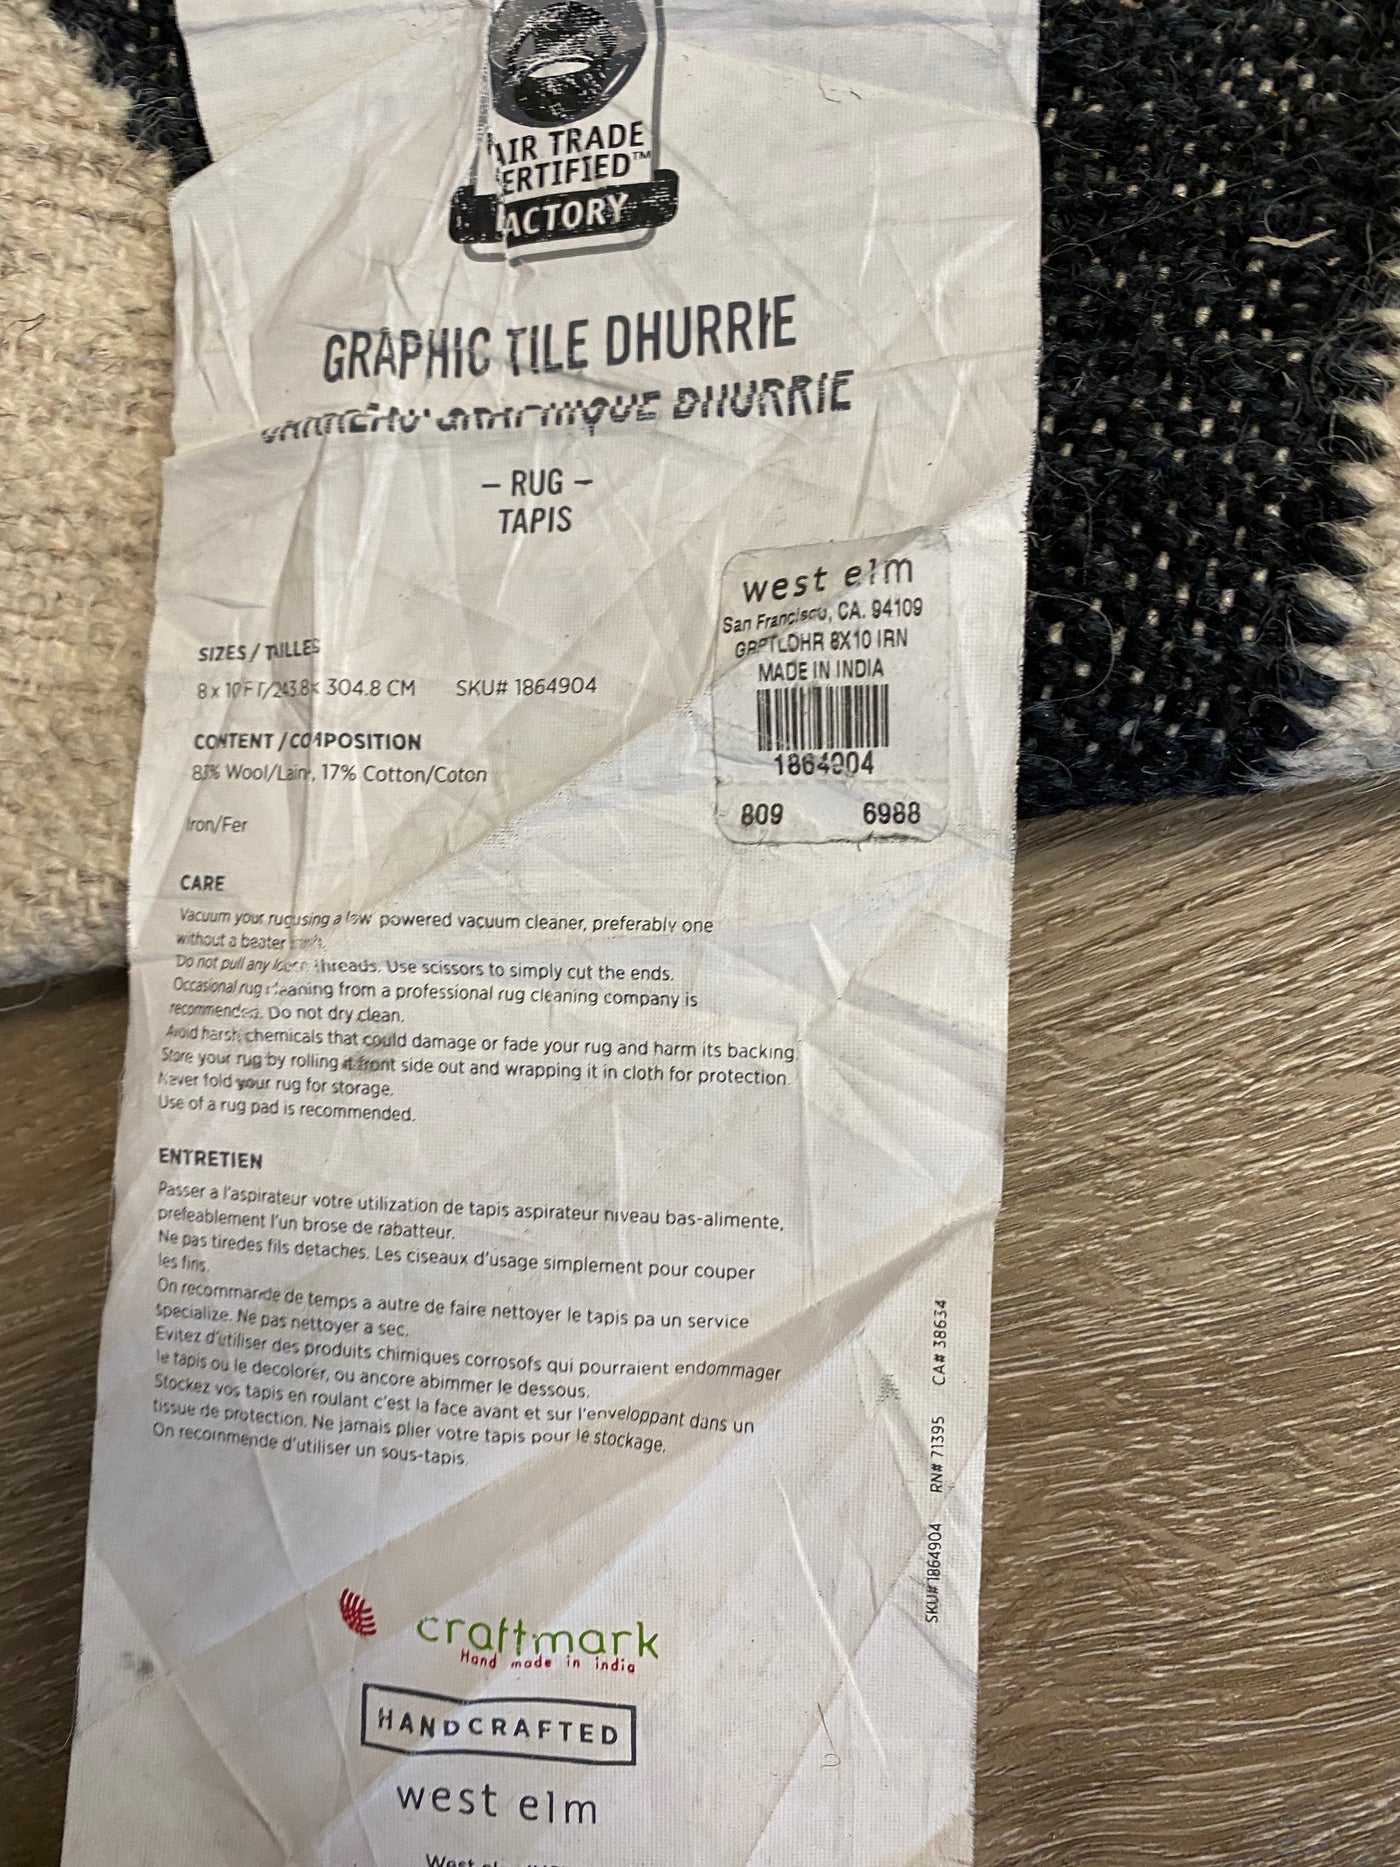 AIR TRADE
ERTIFIED™
FACTORY
GRAPHIC TILE DHURRIE
GRAPHIQUE DHURRIE
– RUG –
TAPIS
west elm
San Francisco, CA. 94109
GRPTLDHR 8X10 IRN
MADE IN INDIA
1864904
809 6988
SIZES / TAILLES
8 x 10 FT/243.8x 304.8 CM SKU# 1864904
CONTENT / COMPOSITION
83% Wool/Laine, 17% Cotton/Coton
Iron/Fer
CARE
Vacuum your rug using a low powered vacuum cleaner, preferably one
without a beater
Do not pull any loose threads. Use scissors to simply cut the ends.
Occasional rug cleaning from a professional rug cleaning company is
recommended. Do not dry clean.
Avoid harsh chemicals that could damage or fade your rug and harm its backing.
Store your rug by rolling it front side out and wrapping it in cloth for protection.
Never fold your rug for storage.
Use of a rug pad is recommended.
ENTRETIEN
Passer a l'aspirateur votre utilization de tapis aspirateur niveau bas-alimente,
prefeablement l'un brose de rabatteur.
Ne pas tiredes fils detaches. Les ciseaux d'usage simplement pour couper
les fins.
On recommande de temps a autre de faire nettoyer le tapis pa un service
specialize. Ne pas nettoyer a sec.
Evitez d'utiliser des produits chimiques corrosofs qui pourraient endommager
le tapis ou le decolorer, ou ancore abimmer le dessous.
Stockez vos tapis en roulant c'est la face avant et sur l'enveloppant dans un
tissue de protection. Ne jamais plier votre tapis pour le stockage.
On recommende d'utiliser un sous-tapis.
SKU# 1864904 RN# 71395 CA# 38634
craftmark
Hand made in india
HANDCRAFTED
west elm